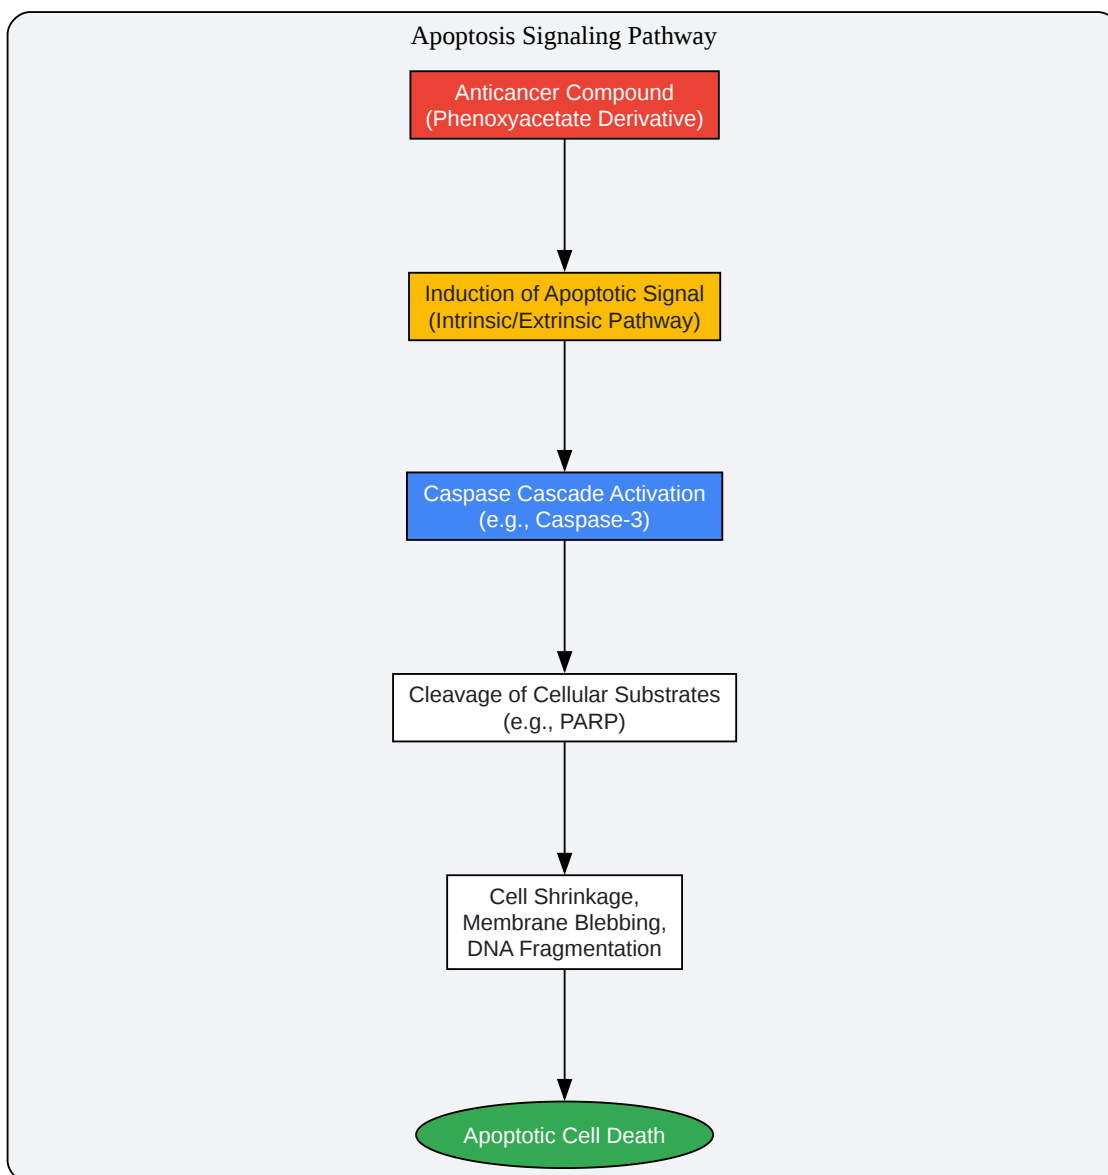 Apoptosis Signaling Pathway
Anticancer Compound
(Phenoxyacetate Derivative)
Induction of Apoptotic Signal
(Intrinsic/Extrinsic Pathway)
Caspase Cascade Activation
(e.g., Caspase-3)
Cleavage of Cellular Substrates
(e.g., PARP)
Cell Shrinkage,
Membrane Blebbing,
DNA Fragmentation
Apoptotic Cell Death